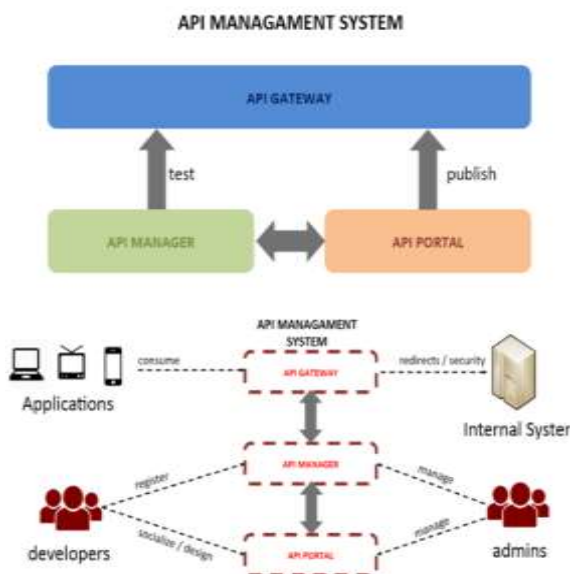 API MANAGAMENT SYSTEM
API GATEWAY
test
publish
API MANAGER
API PORTAL
API MANAGAMENT
SYSTEM
consume
API GATEWAY
redirects / security
Applications
Internal System
register
API MANAGER
manage
socialize / design
API PORTAL
manage
developers
admins